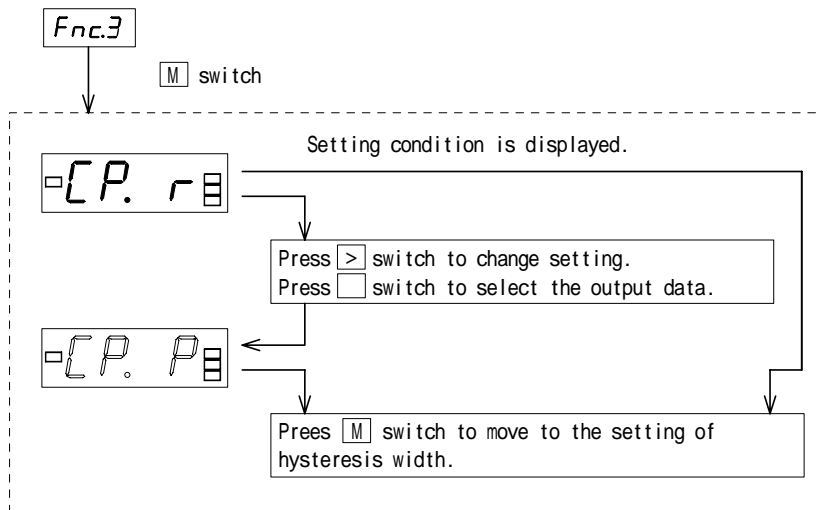 Fnc.3
M switch
Setting condition is displayed.
CP. r
Press > switch to change setting.
Press switch to select the output data.
CP. P
Prees M switch to move to the setting of
hysteresis width.